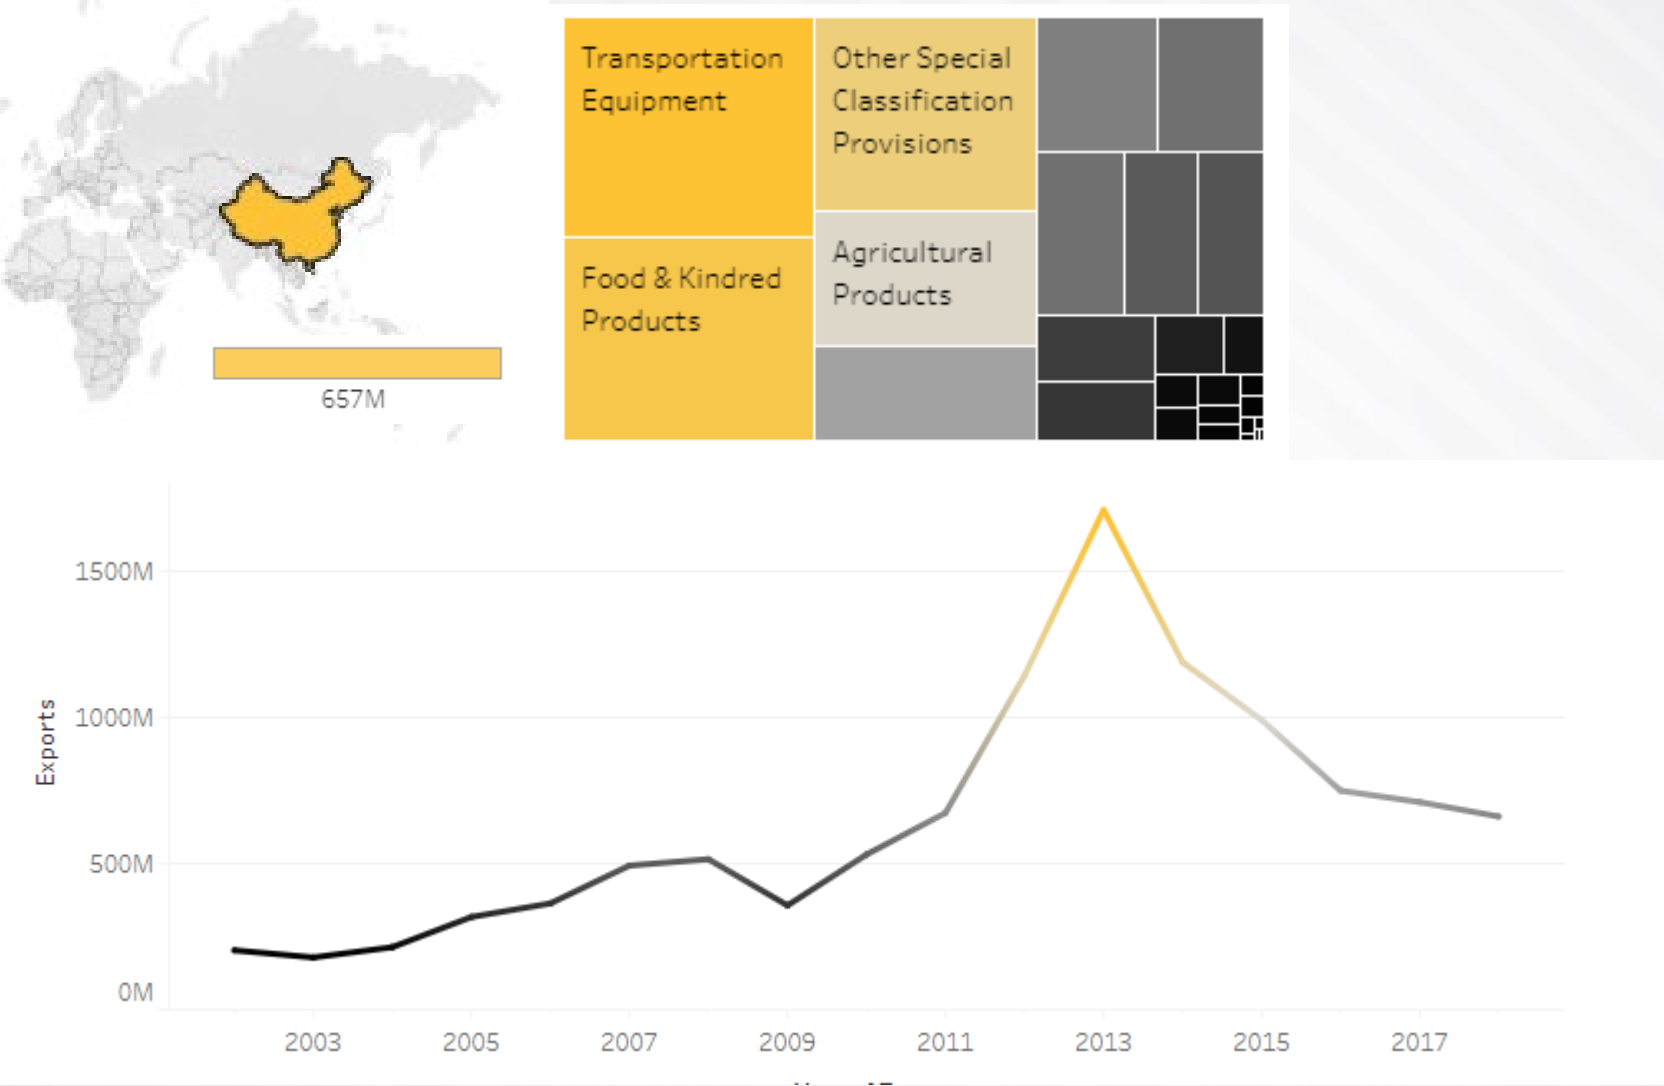 Transportation
Equipment
Other Special
Classification
Provisions
Food & Kindred
Products
Agricultural
Products
657M
1500M
1000M
500M
0M
Exports
2003
2005
2007
2009
2011
2013
2015
2017